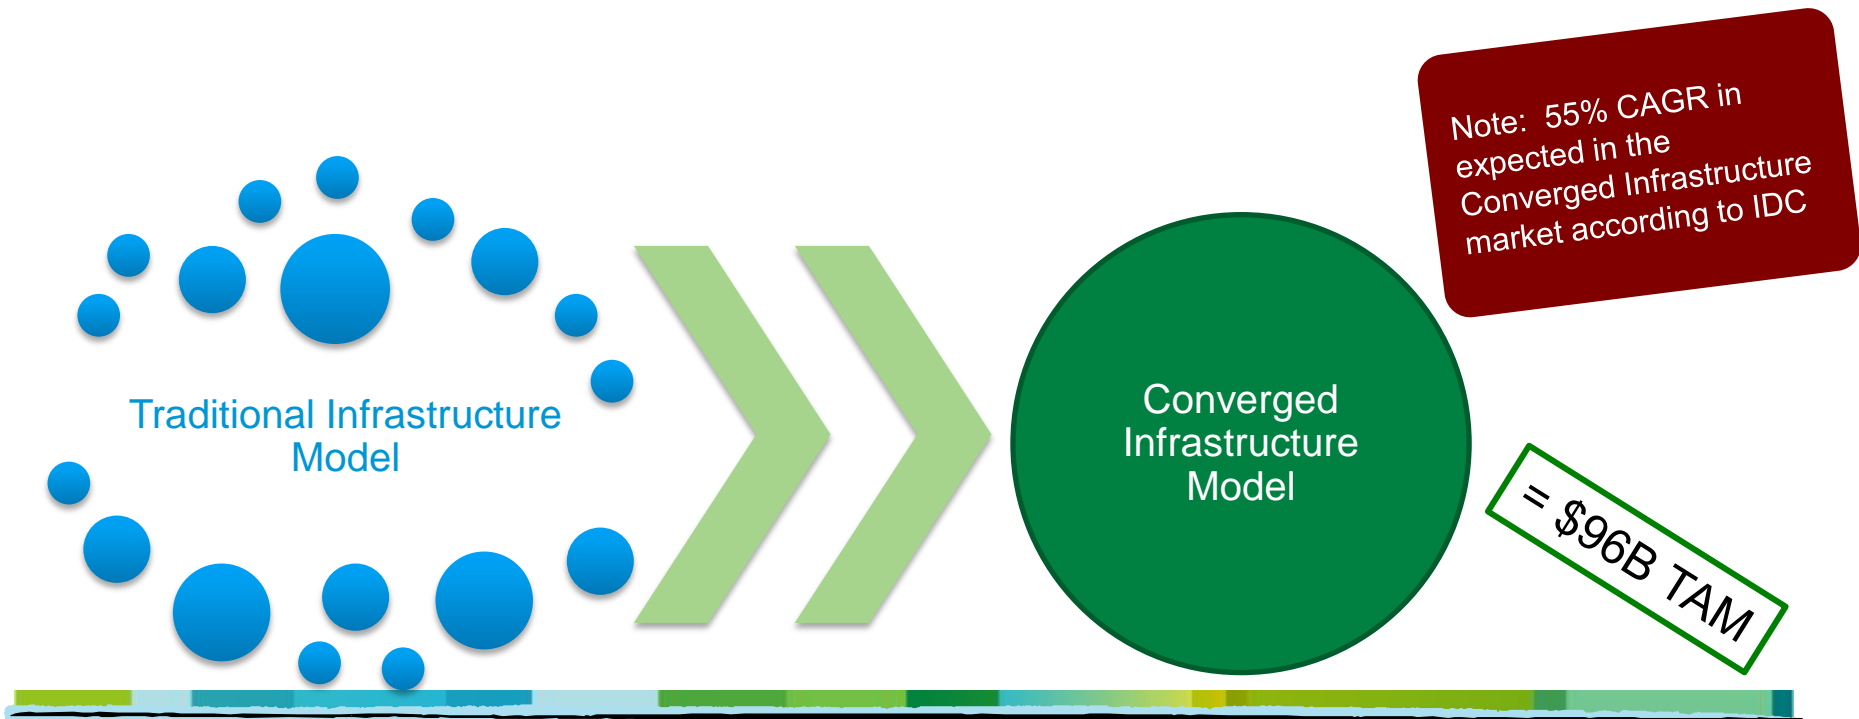 Traditional Infrastructure
Model
Converged
Infrastructure
Model
Note:  55% CAGR in
expected in the
Converged Infrastructure
market according to IDC
= $96B TAM